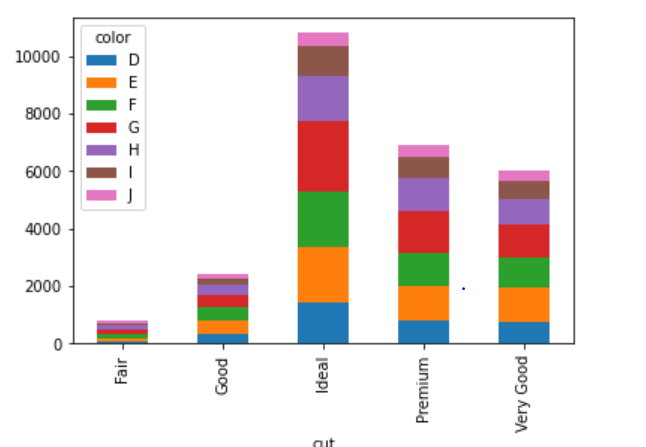 color
D
E
F
G
H
I
J
10000
8000
6000
4000
2000
0
Fair
Good
Ideal
Premium
Very Good
cut